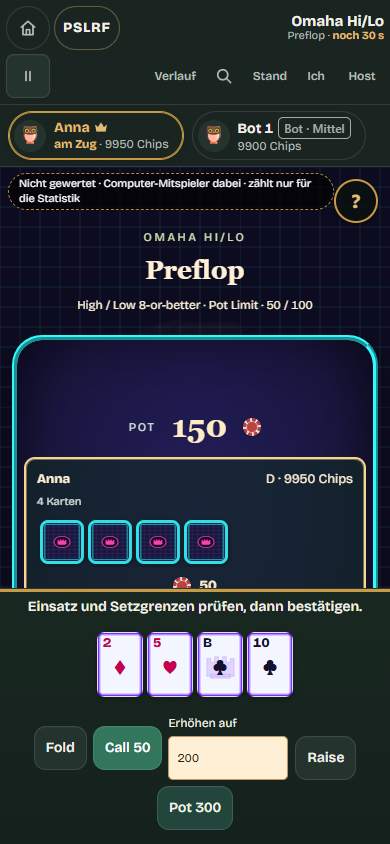 PSLRF
Omaha Hi/Lo
Preflop · noch 30 s
Verlauf
Stand
Ich
Host
Anna
am Zug · 9950 Chips
Bot 1 Bot · Mittel
9900 Chips
Nicht gewertet · Computer-Mitspieler dabei · zählt nur für
die Statistik
?
OMAHA HI/LO
Preflop
High / Low 8-or-better · Pot Limit · 50 / 100
POT 150
Anna
D · 9950 Chips
4 Karten
50
Einsatz und Setzgrenzen prüfen, dann bestätigen.
2
5
B
10
Erhöhen auf
Fold
Call 50
200
Raise
Pot 300